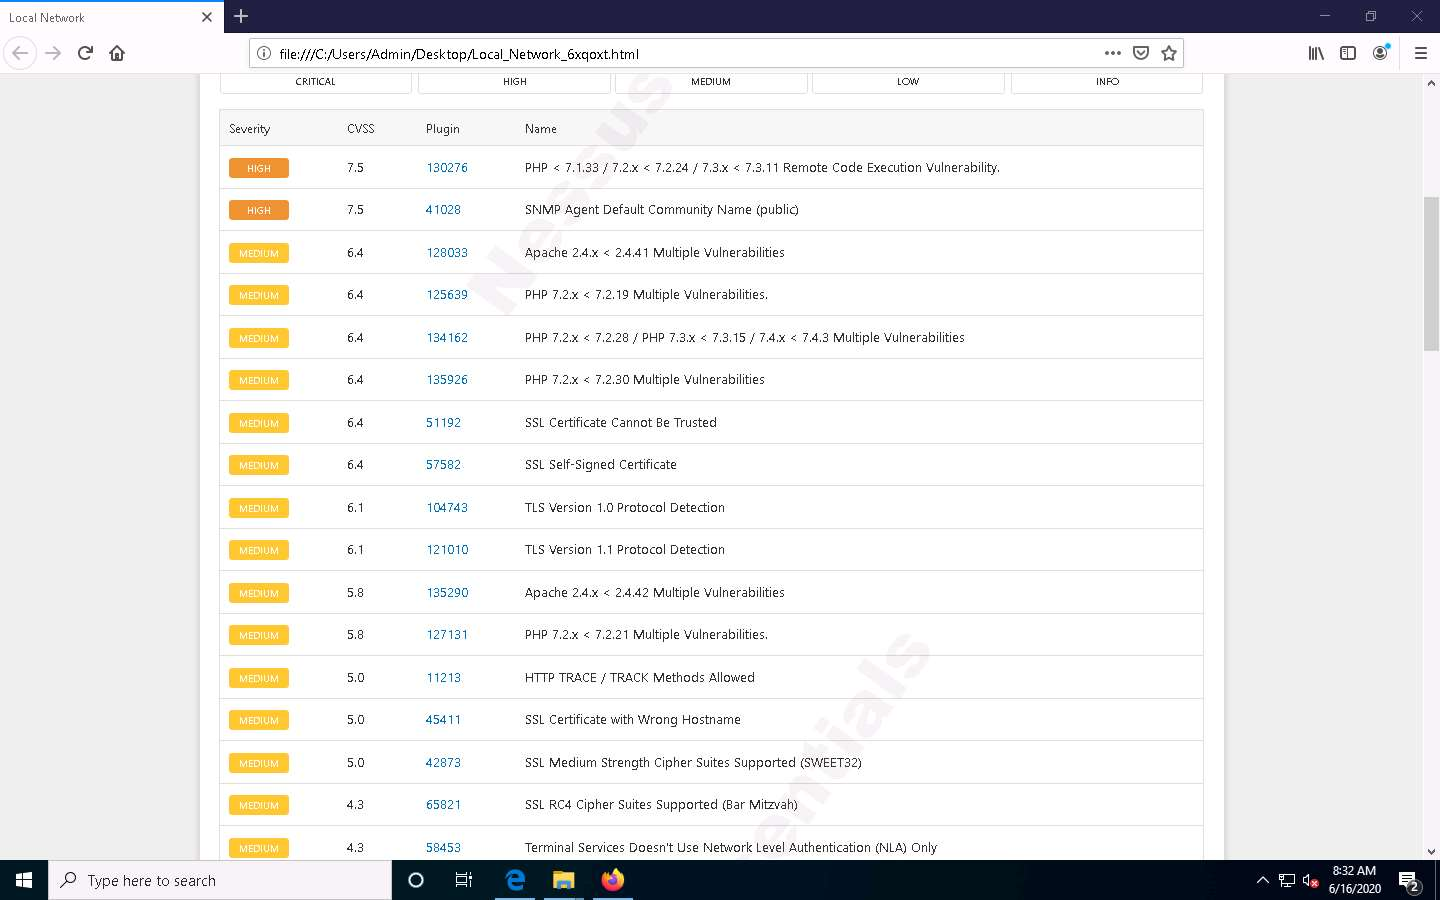 Local Network
file:///C:/Users/Admin/Desktop/Local_Network_6xqoxt.html
CRITICAL HIGH MEDIUM LOW INFO
Severity CVSS Plugin Name
HIGH 7.5 130276 PHP < 7.1.33 / 7.2.x < 7.2.24 / 7.3.x < 7.3.11 Remote Code Execution Vulnerability.
HIGH 7.5 41028 SNMP Agent Default Community Name (public)
MEDIUM 6.4 128033 Apache 2.4.x < 2.4.41 Multiple Vulnerabilities
MEDIUM 6.4 125639 PHP 7.2.x < 7.2.19 Multiple Vulnerabilities.
MEDIUM 6.4 134162 PHP 7.2.x < 7.2.28 / PHP 7.3.x < 7.3.15 / 7.4.x < 7.4.3 Multiple Vulnerabilities
MEDIUM 6.4 135926 PHP 7.2.x < 7.2.30 Multiple Vulnerabilities
MEDIUM 6.4 51192 SSL Certificate Cannot Be Trusted
MEDIUM 6.4 57582 SSL Self-Signed Certificate
MEDIUM 6.1 104743 TLS Version 1.0 Protocol Detection
MEDIUM 6.1 121010 TLS Version 1.1 Protocol Detection
MEDIUM 5.8 135290 Apache 2.4.x < 2.4.42 Multiple Vulnerabilities
MEDIUM 5.8 127131 PHP 7.2.x < 7.2.21 Multiple Vulnerabilities.
MEDIUM 5.0 11213 HTTP TRACE / TRACK Methods Allowed
MEDIUM 5.0 45411 SSL Certificate with Wrong Hostname
MEDIUM 5.0 42873 SSL Medium Strength Cipher Suites Supported (SWEET32)
MEDIUM 4.3 65821 SSL RC4 Cipher Suites Supported (Bar Mitzvah)
MEDIUM 4.3 58453 Terminal Services Doesn't Use Network Level Authentication (NLA) Only
Nessus
entials
Type here to search
8:32 AM
6/16/2020
2